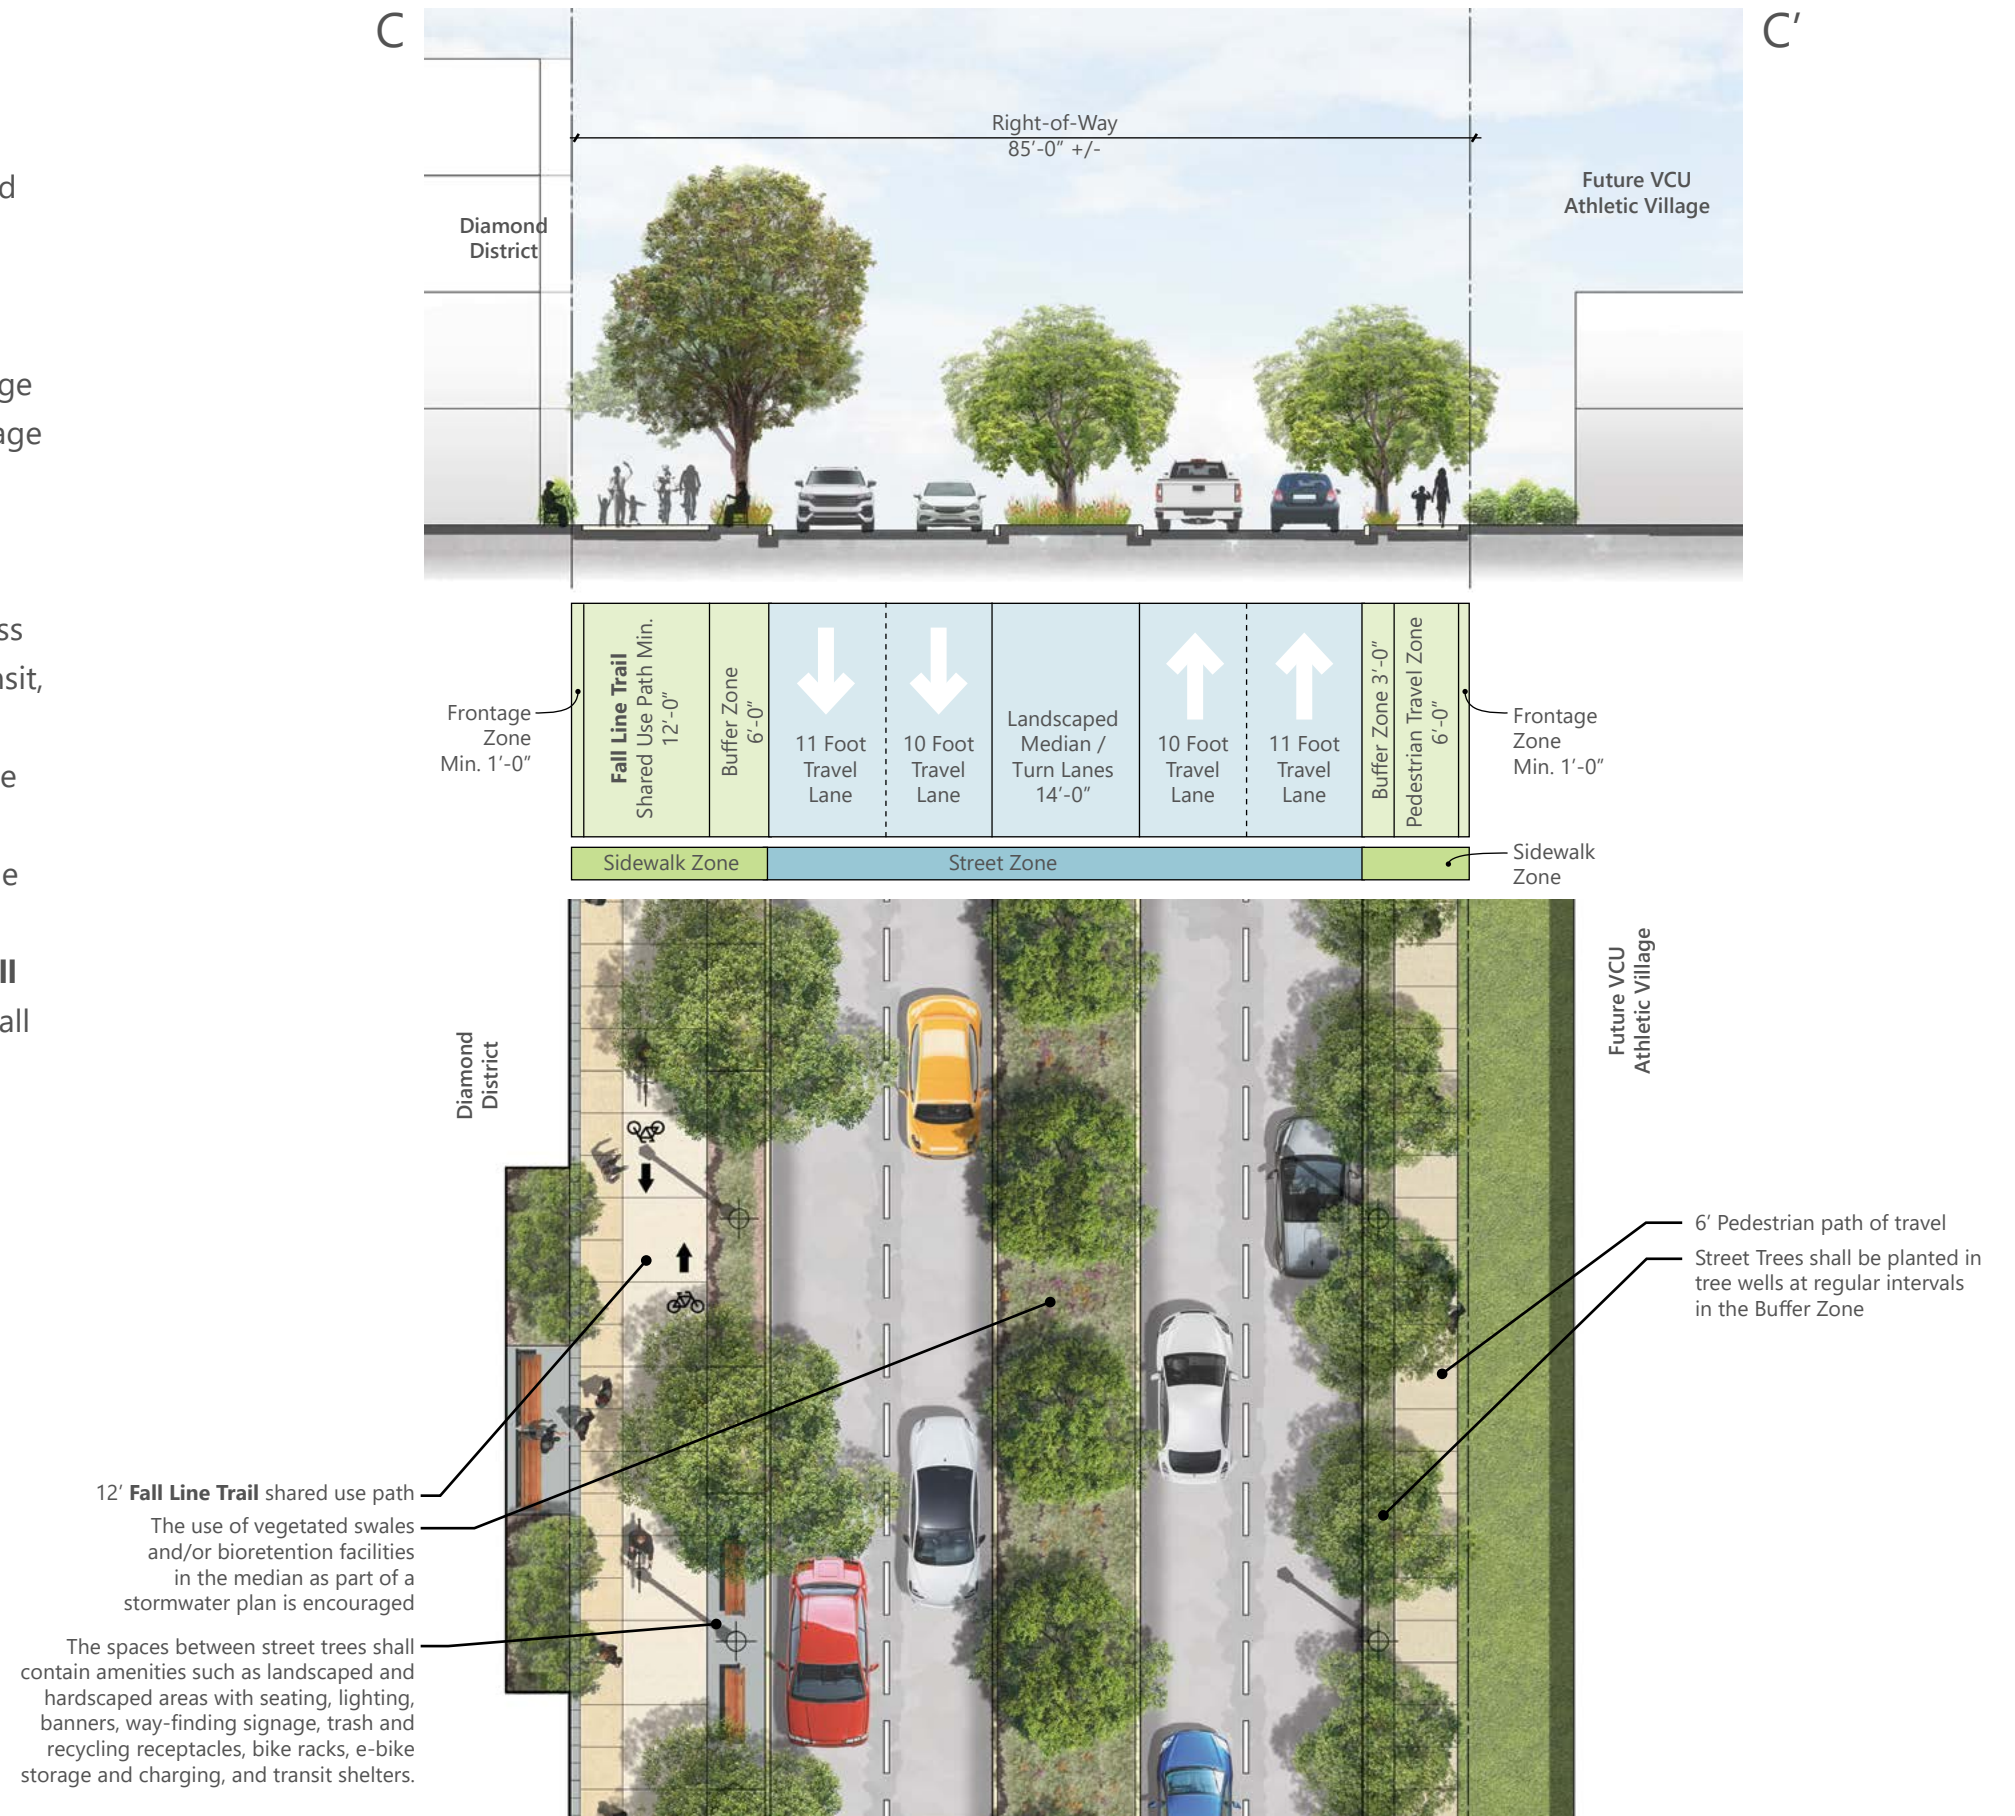 C
C'
Right-of-Way
85'-0" +/-
Diamond
District
Future VCU
Athletic Village
Frontage
Zone
Min. 1'-0"
Fall Line Trail
Shared Use Path Min.
12'-0"
Buffer Zone
6'-0"
11 Foot
Travel
Lane
10 Foot
Travel
Lane
Landscaped
Median /
Turn Lanes
14'-0"
10 Foot
Travel
Lane
11 Foot
Travel
Lane
Buffer Zone 3'-0"
Pedestrian Travel Zone
6'-0"
Frontage
Zone
Min. 1'-0"
Sidewalk Zone
Street Zone
Sidewalk
Zone
Diamond
District
Future VCU
Athletic Village
6' Pedestrian path of travel
Street Trees shall be planted in
tree wells at regular intervals
in the Buffer Zone
12' Fall Line Trail shared use path
The use of vegetated swales
and/or bioretention facilities
in the median as part of a
stormwater plan is encouraged
The spaces between street trees shall
contain amenities such as landscaped and
hardscaped areas with seating, lighting,
banners, way-finding signage, trash and
recycling receptacles, bike racks, e-bike
storage and charging, and transit shelters.